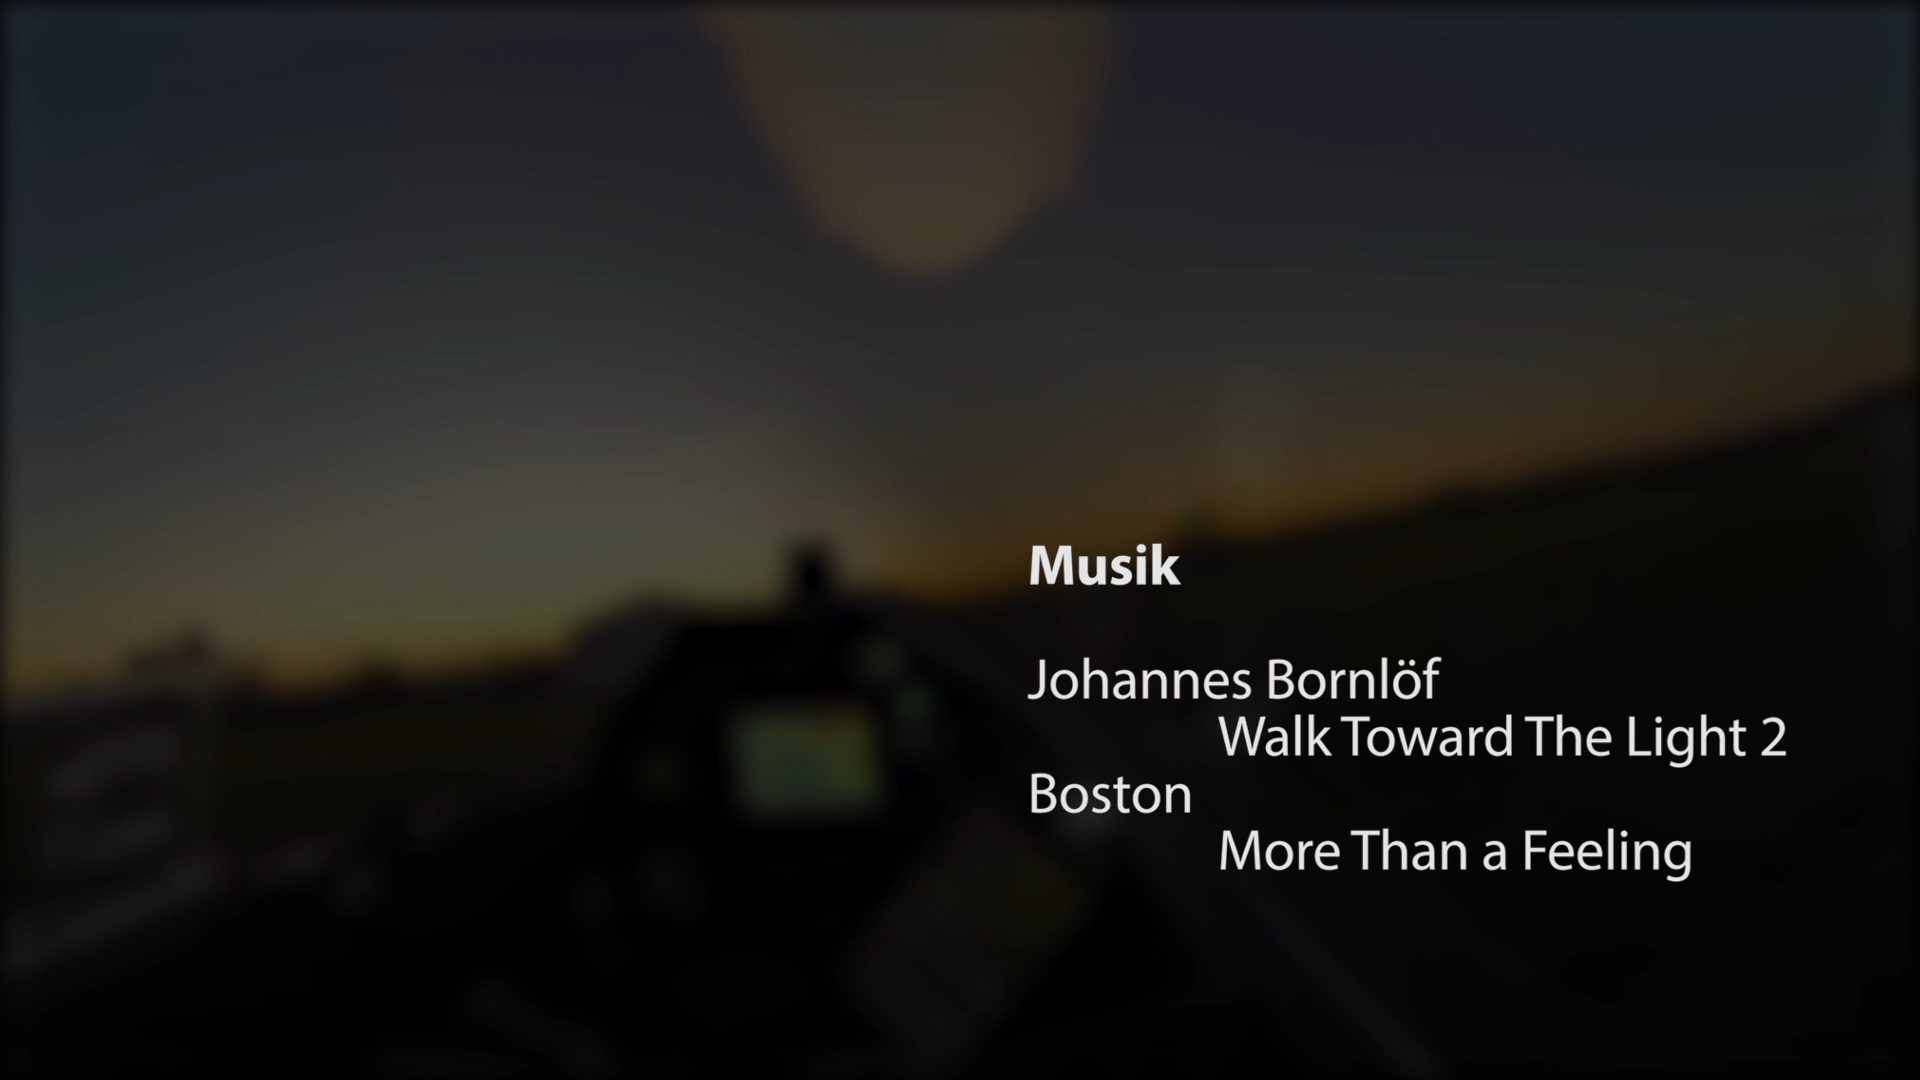 Musik
Johannes Bornlöf
Walk Toward The Light 2
Boston
More Than a Feeling